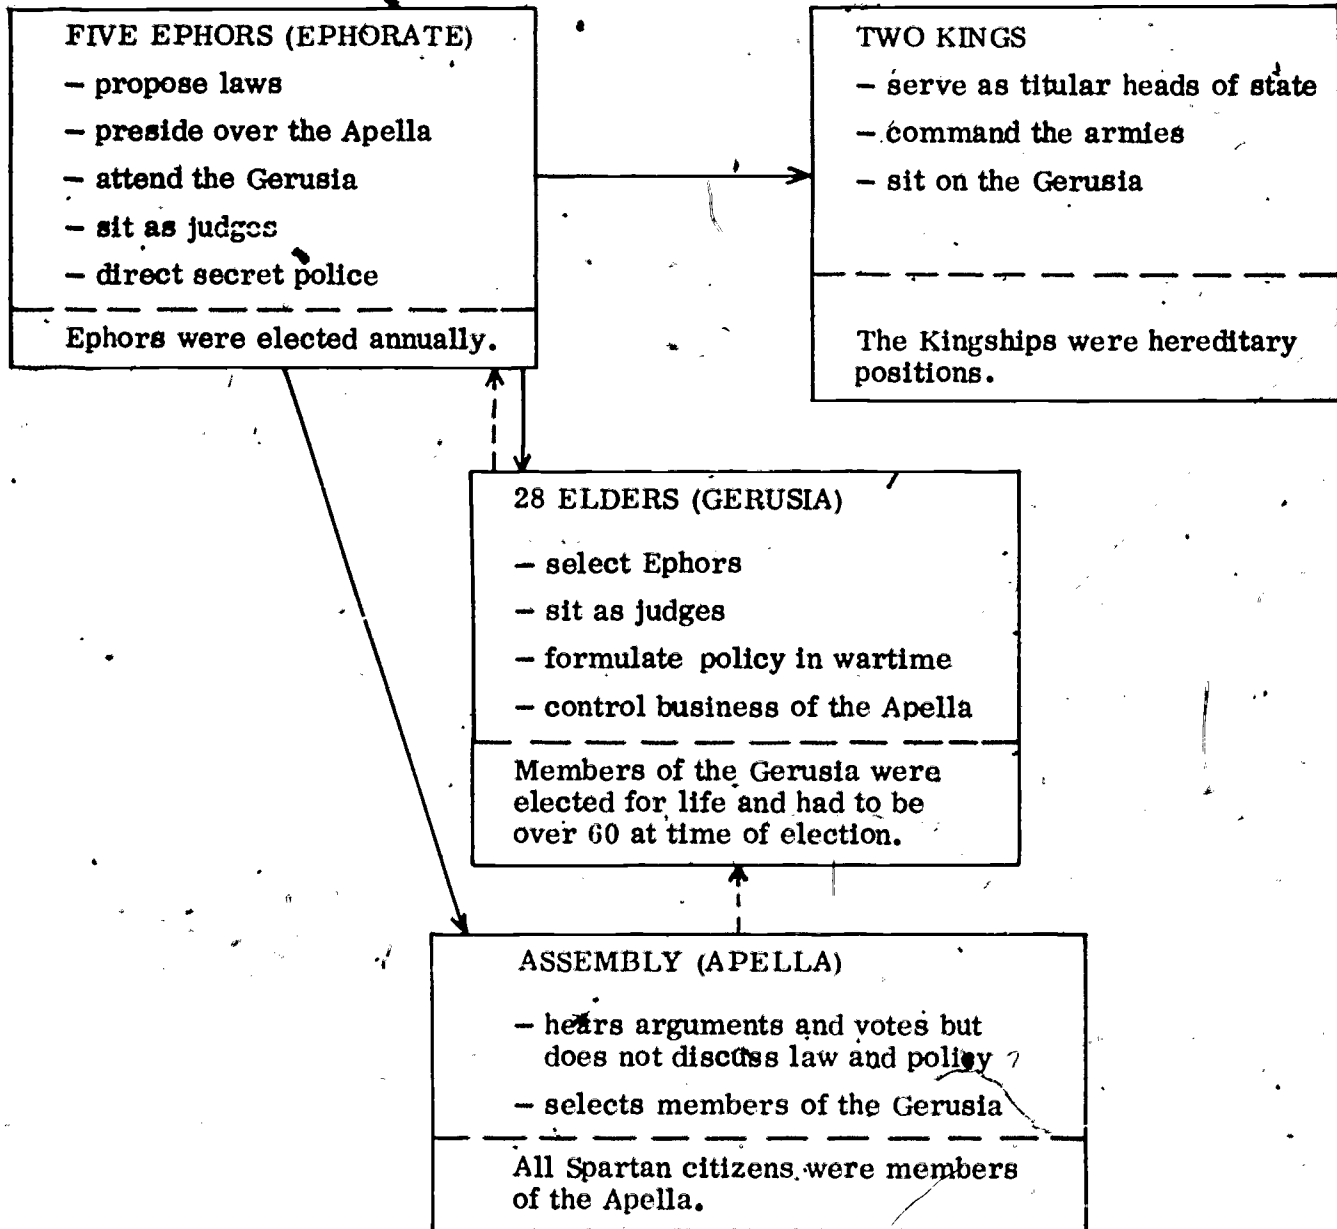 FIVE EPHORS (EPHORATE)
– propose laws
– preside over the Apella
– attend the Gerusia
– sit as judges
– direct secret police
Ephors were elected annually.
TWO KINGS
– serve as titular heads of state
– command the armies
– sit on the Gerusia
The Kingships were hereditary
positions.
28 ELDERS (GERUSIA)
– select Ephors
– sit as judges
– formulate policy in wartime
– control business of the Apella
Members of the Gerusia were
elected for life and had to be
over 60 at time of election.
ASSEMBLY (APELLA)
– hears arguments and votes but
does not discuss law and policy
– selects members of the Gerusia
All Spartan citizens were members
of the Apella.